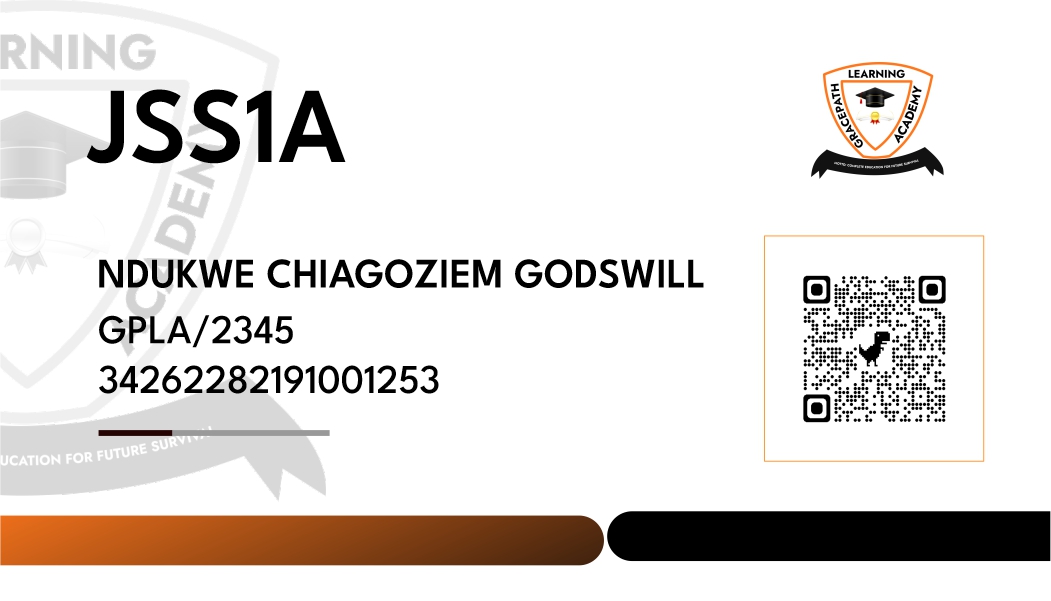 RNING
ACADEMY
UCATION FOR FUTURE SURVIVAL
JSS1A
LEARNING
GRACEPATH
ACADEMY
MOTTO: COMPLETE EDUCATION FOR FUTURE SURVIVAL
NDUKWE CHIAGOZIEM GODSWILL
GPLA/2345
34262282191001253